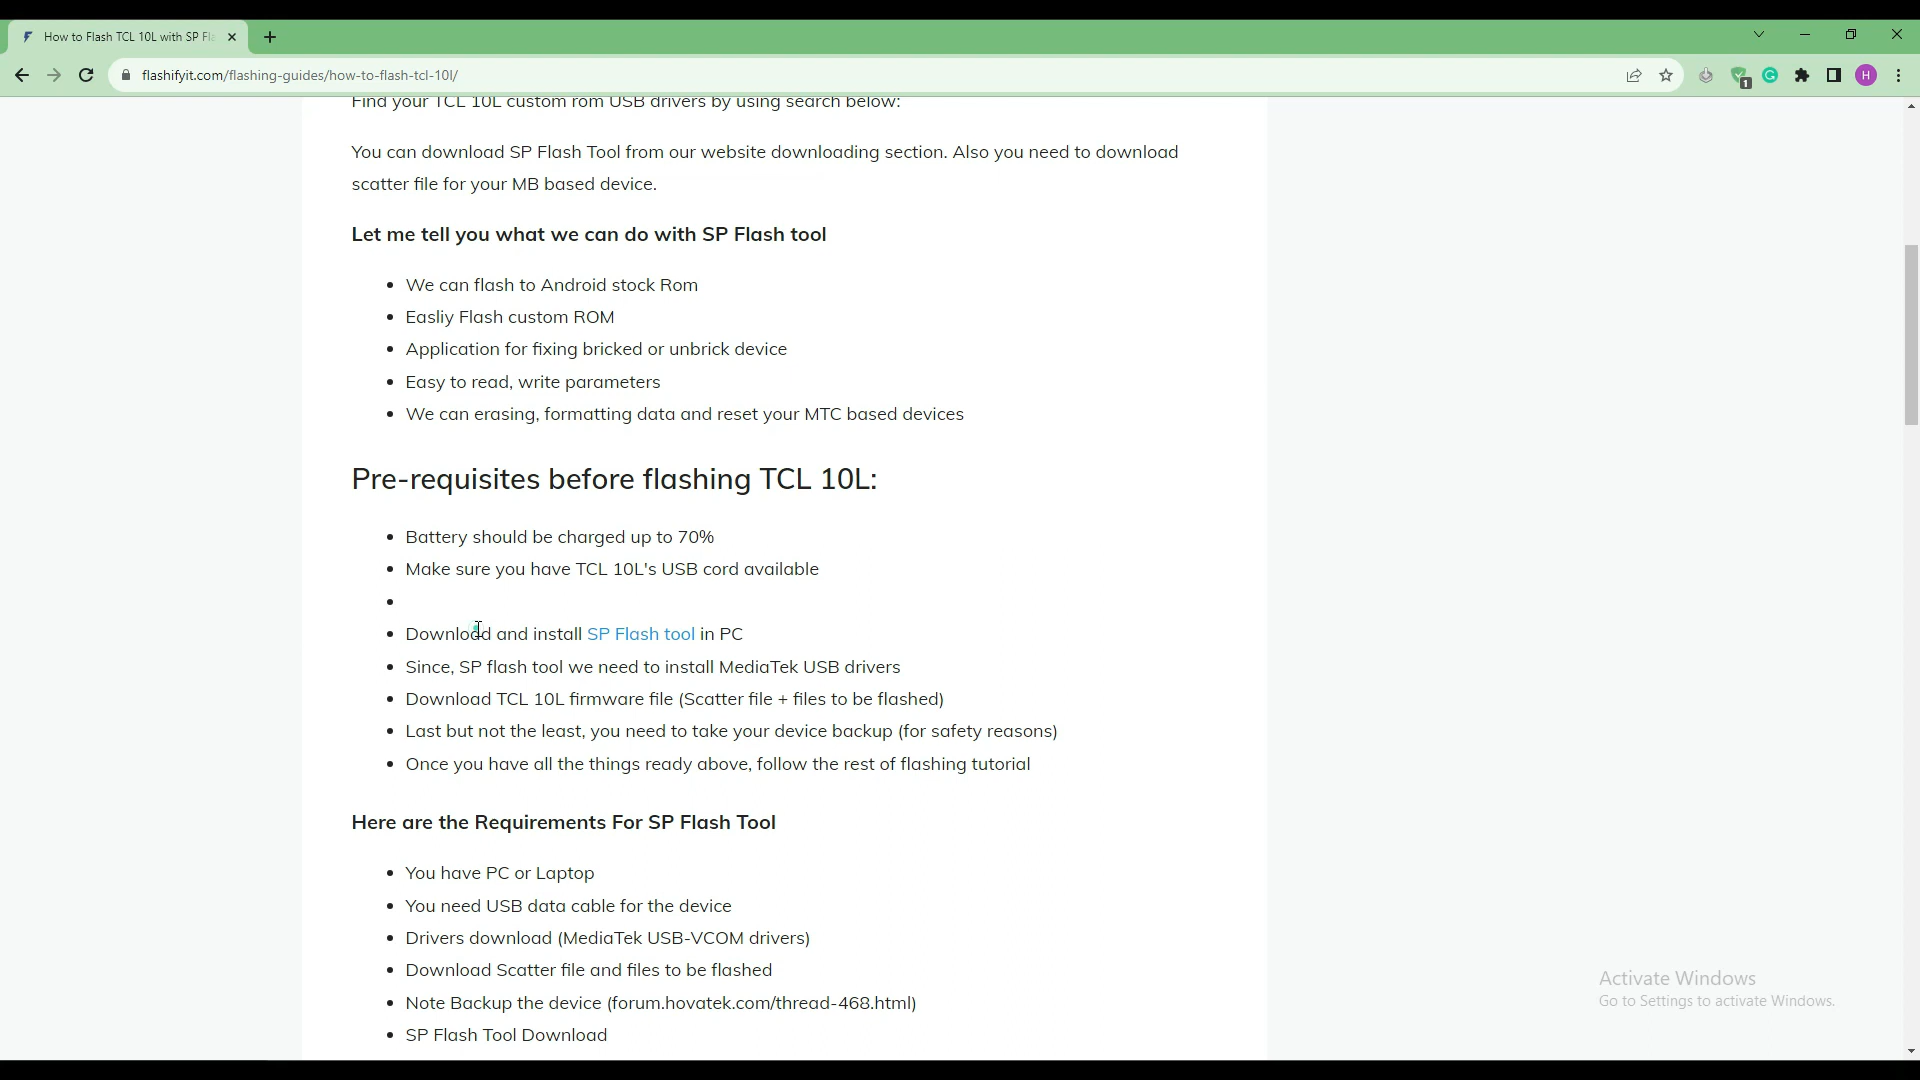 How to Flash TCL 10L with SP Fla
flashifyit.com/flashing-guides/how-to-flash-tcl-10l/
1
G
H
Find your TCL 10L custom rom USB drivers by using search below:
You can download SP Flash Tool from our website downloading section. Also you need to download
scatter file for your MB based device.
Let me tell you what we can do with SP Flash tool
We can flash to Android stock Rom
Easliy Flash custom ROM
Application for fixing bricked or unbrick device
Easy to read, write parameters
We can erasing, formatting data and reset your MTC based devices
Pre-requisites before flashing TCL 10L:
Battery should be charged up to 70%
Make sure you have TCL 10L's USB cord available
Download and install SP Flash tool in PC
Since, SP flash tool we need to install MediaTek USB drivers
Download TCL 10L firmware file (Scatter file + files to be flashed)
Last but not the least, you need to take your device backup (for safety reasons)
Once you have all the things ready above, follow the rest of flashing tutorial
Here are the Requirements For SP Flash Tool
You have PC or Laptop
You need USB data cable for the device
Drivers download (MediaTek USB-VCOM drivers)
Download Scatter file and files to be flashed
Note Backup the device (forum.hovatek.com/thread-468.html)
SP Flash Tool Download
Activate Windows
Go to Settings to activate Windows.